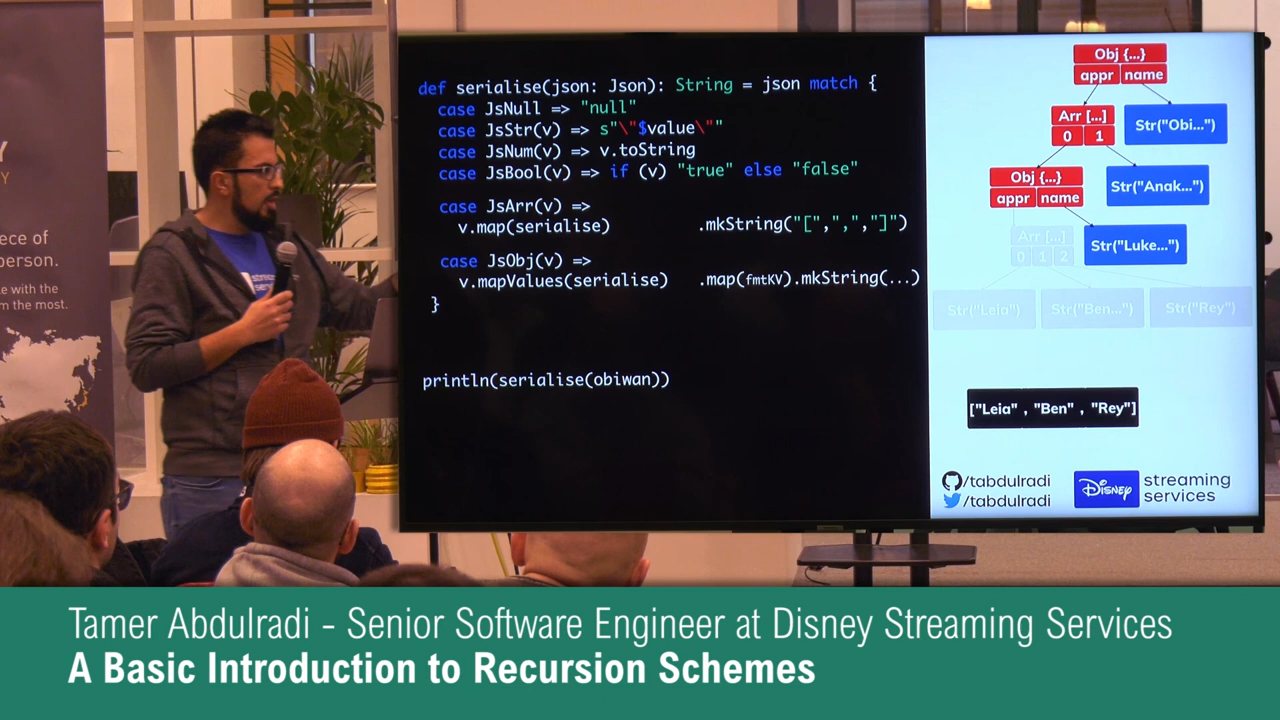 Y
Y
ece of
person.
e with the
m the most.
stream
servic
def serialise(json: Json): String = json match {
case JsNull => "null"
case JsStr(v) => s"\"$value\""
case JsNum(v) => v.toString
case JsBool(v) => if (v) "true" else "false"
case JsArr(v) =>
v.map(serialise) .mkString("[",",","]")
case JsObj(v) =>
v.mapValues(serialise) .map(fmtKV).mkString(...)
}
println(serialise(obiwan))
Obj {...}
appr name
Arr [...]
0 1
Str("Obi...")
Obj {...}
appr name
Str("Anak...")
Arr [...]
0 1 2
Str("Luke...")
Str("Leia") Str("Ben...") Str("Rey")
["Leia" , "Ben" , "Rey"]
/tabdulradi
/tabdulradi
Disney streaming
services
Tamer Abdulradi - Senior Software Engineer at Disney Streaming Services
A Basic Introduction to Recursion Schemes